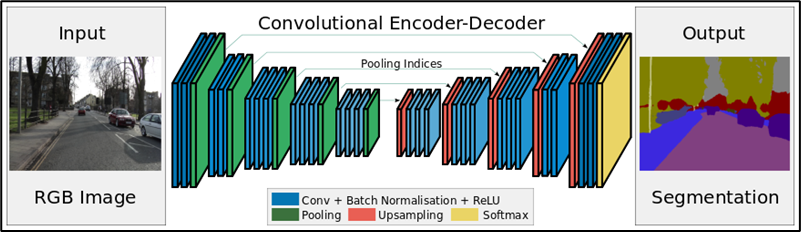 Input
Convolutional Encoder-Decoder
Output
Pooling Indices
RGB Image
Segmentation
Conv + Batch Normalisation + ReLU
Pooling
Upsampling
Softmax